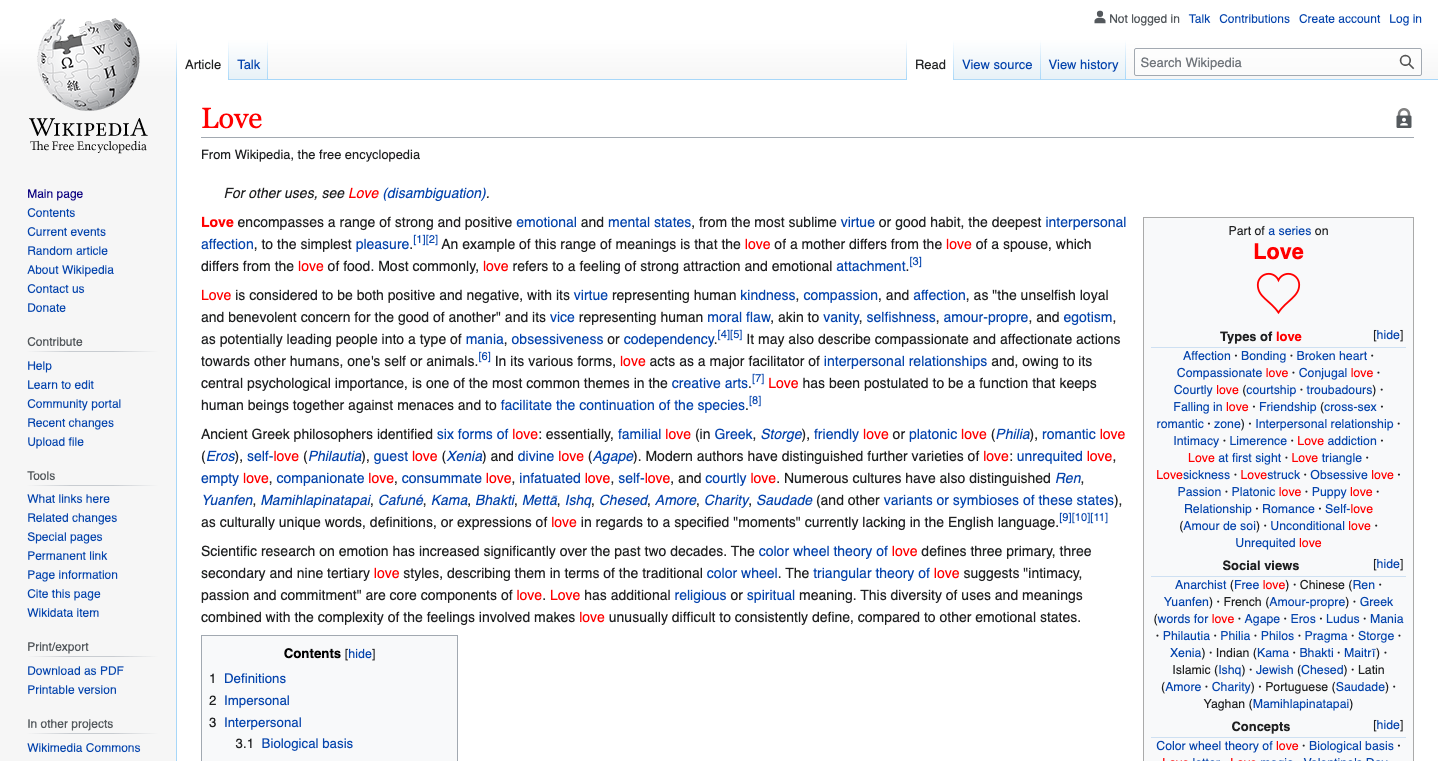 Not logged in Talk Contributions Create account Log in
Article Talk Read View source View history Search Wikipedia
Ω W И 維
WIKIPEDIA
The Free Encyclopedia
Main page
Contents
Current events
Random article
About Wikipedia
Contact us
Donate
Contribute
Help
Learn to edit
Community portal
Recent changes
Upload file
Tools
What links here
Related changes
Special pages
Permanent link
Page information
Cite this page
Wikidata item
Print/export
Download as PDF
Printable version
In other projects
Wikimedia Commons
Love
From Wikipedia, the free encyclopedia
For other uses, see Love (disambiguation).
Love encompasses a range of strong and positive emotional and mental states, from the most sublime virtue or good habit, the deepest interpersonal
affection, to the simplest pleasure.[1][2] An example of this range of meanings is that the love of a mother differs from the love of a spouse, which
differs from the love of food. Most commonly, love refers to a feeling of strong attraction and emotional attachment.[3]
Love is considered to be both positive and negative, with its virtue representing human kindness, compassion, and affection, as "the unselfish loyal
and benevolent concern for the good of another" and its vice representing human moral flaw, akin to vanity, selfishness, amour-propre, and egotism,
as potentially leading people into a type of mania, obsessiveness or codependency.[4][5] It may also describe compassionate and affectionate actions
towards other humans, one's self or animals.[6] In its various forms, love acts as a major facilitator of interpersonal relationships and, owing to its
central psychological importance, is one of the most common themes in the creative arts.[7] Love has been postulated to be a function that keeps
human beings together against menaces and to facilitate the continuation of the species.[8]
Ancient Greek philosophers identified six forms of love: essentially, familial love (in Greek, Storge), friendly love or platonic love (Philia), romantic love
(Eros), self-love (Philautia), guest love (Xenia) and divine love (Agape). Modern authors have distinguished further varieties of love: unrequited love,
empty love, companionate love, consummate love, infatuated love, self-love, and courtly love. Numerous cultures have also distinguished Ren,
Yuanfen, Mamihlapinatapai, Cafuné, Kama, Bhakti, Mettā, Ishq, Chesed, Amore, Charity, Saudade (and other variants or symbioses of these states),
as culturally unique words, definitions, or expressions of love in regards to a specified "moments" currently lacking in the English language.[9][10][11]
Scientific research on emotion has increased significantly over the past two decades. The color wheel theory of love defines three primary, three
secondary and nine tertiary love styles, describing them in terms of the traditional color wheel. The triangular theory of love suggests "intimacy,
passion and commitment" are core components of love. Love has additional religious or spiritual meaning. This diversity of uses and meanings
combined with the complexity of the feelings involved makes love unusually difficult to consistently define, compared to other emotional states.
Contents [hide]
1 Definitions
2 Impersonal
3 Interpersonal
3.1 Biological basis
Part of a series on
Love
Types of love [hide]
Affection · Bonding · Broken heart ·
Compassionate love · Conjugal love ·
Courtly love (courtship · troubadours) ·
Falling in love · Friendship (cross-sex ·
romantic · zone) · Interpersonal relationship ·
Intimacy · Limerence · Love addiction ·
Love at first sight · Love triangle ·
Lovesickness · Lovestruck · Obsessive love ·
Passion · Platonic love · Puppy love ·
Relationship · Romance · Self-love
(Amour de soi) · Unconditional love ·
Unrequited love
Social views [hide]
Anarchist (Free love) · Chinese (Ren ·
Yuanfen) · French (Amour-propre) · Greek
(words for love · Agape · Eros · Ludus · Mania
· Philautia · Philia · Philos · Pragma · Storge ·
Xenia) · Indian (Kama · Bhakti · Maitrī) ·
Islamic (Ishq) · Jewish (Chesed) · Latin
(Amore · Charity) · Portuguese (Saudade) ·
Yaghan (Mamihlapinatapai)
Concepts [hide]
Color wheel theory of love · Biological basis ·
Love letter · Love magic · Valentine's Day